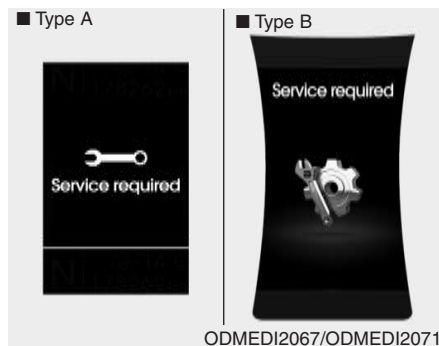 ■ Type A
■ Type B
Service required
Service required
ODMEDI2067/ODMEDI2071